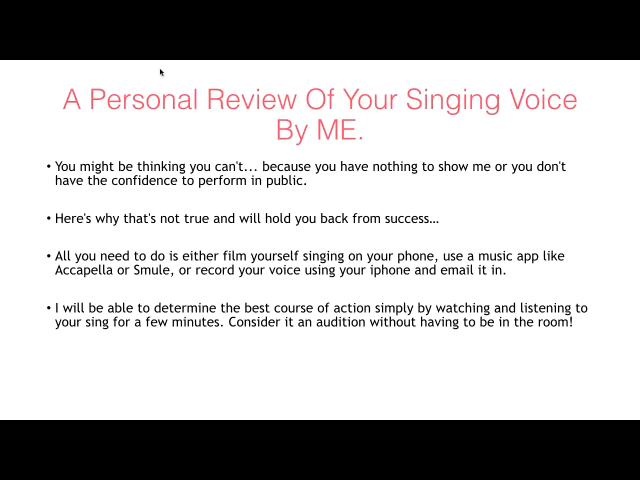 A Personal Review Of Your Singing Voice
By ME.
• You might be thinking you can't... because you have nothing to show me or you don't
have the confidence to perform in public.
• Here's why that's not true and will hold you back from success…
• All you need to do is either film yourself singing on your phone, use a music app like
Accapella or Smule, or record your voice using your iphone and email it in.
• I will be able to determine the best course of action simply by watching and listening to
your sing for a few minutes. Consider it an audition without having to be in the room!